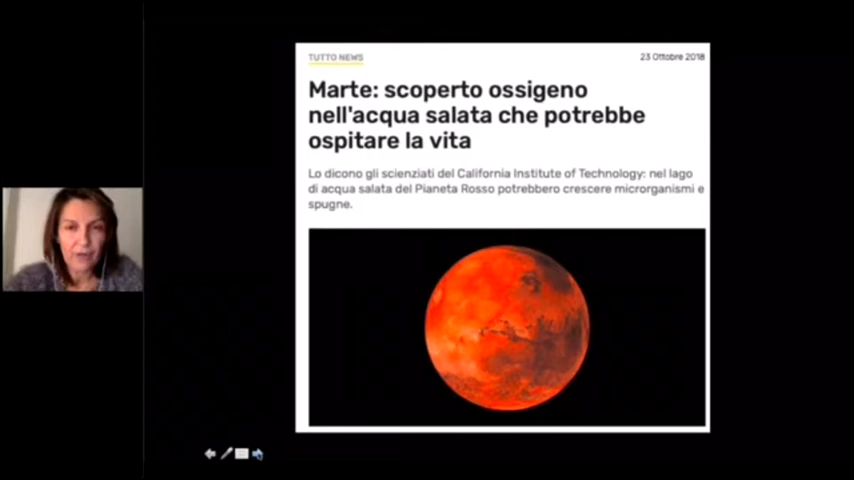 TUTTO NEWS
23 Ottobre 2018
Marte: scoperto ossigeno
nell'acqua salata che potrebbe
ospitare la vita
Lo dicono gli scienziati del California Institute of Technology: nel lago
di acqua salata del Pianeta Rosso potrebbero crescere microrganismi e
spugne.